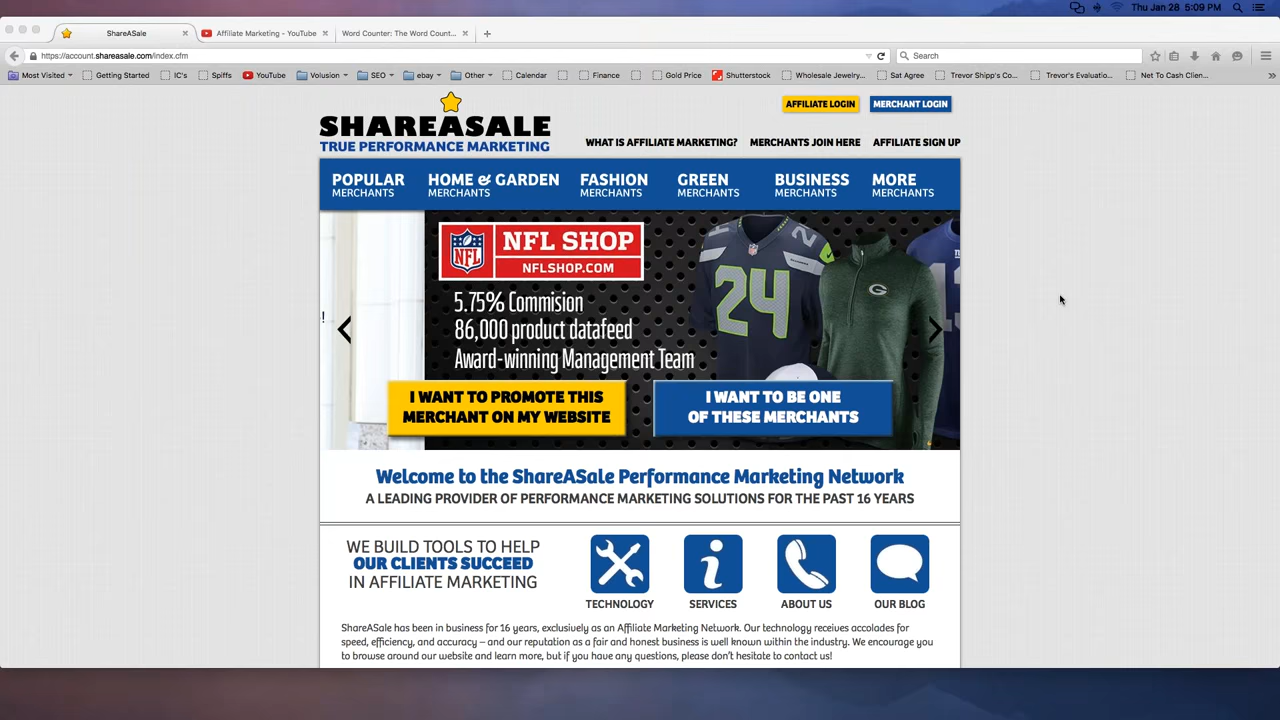 Thu Jan 28 5:09 PM
ShareASale
Affiliate Marketing - YouTube
Word Counter: The Word Count...
https://account.shareasale.com/index.cfm
Search
Most Visited
Getting Started
IC's
Spiffs
YouTube
Volusion
SEO
ebay
Other
Calendar
Finance
Gold Price
Shutterstock
Wholesale Jewelry...
Sat Agree
Trevor Shipp's Co...
Trevor's Evaluatio...
Net To Cash Clien...
AFFILIATE LOGIN
MERCHANT LOGIN
SHAREASALE
TRUE PERFORMANCE MARKETING
WHAT IS AFFILIATE MARKETING?
MERCHANTS JOIN HERE
AFFILIATE SIGN UP
POPULAR
MERCHANTS
HOME & GARDEN
MERCHANTS
FASHION
MERCHANTS
GREEN
MERCHANTS
BUSINESS
MERCHANTS
MORE
MERCHANTS
!
NFL
NFL SHOP
NFLSHOP.COM
24
G
5.75% Commision
86,000 product datafeed
Award-winning Management Team
I WANT TO PROMOTE THIS
MERCHANT ON MY WEBSITE
I WANT TO BE ONE
OF THESE MERCHANTS
Welcome to the ShareASale Performance Marketing Network
A LEADING PROVIDER OF PERFORMANCE MARKETING SOLUTIONS FOR THE PAST 16 YEARS
WE BUILD TOOLS TO HELP
OUR CLIENTS SUCCEED
IN AFFILIATE MARKETING
TECHNOLOGY
SERVICES
ABOUT US
OUR BLOG
ShareASale has been in business for 16 years, exclusively as an Affiliate Marketing Network. Our technology receives accolades for
speed, efficiency, and accuracy – and our reputation as a fair and honest business is well known within the industry. We encourage you
to browse around our website and learn more, but if you have any questions, please don't hesitate to contact us!